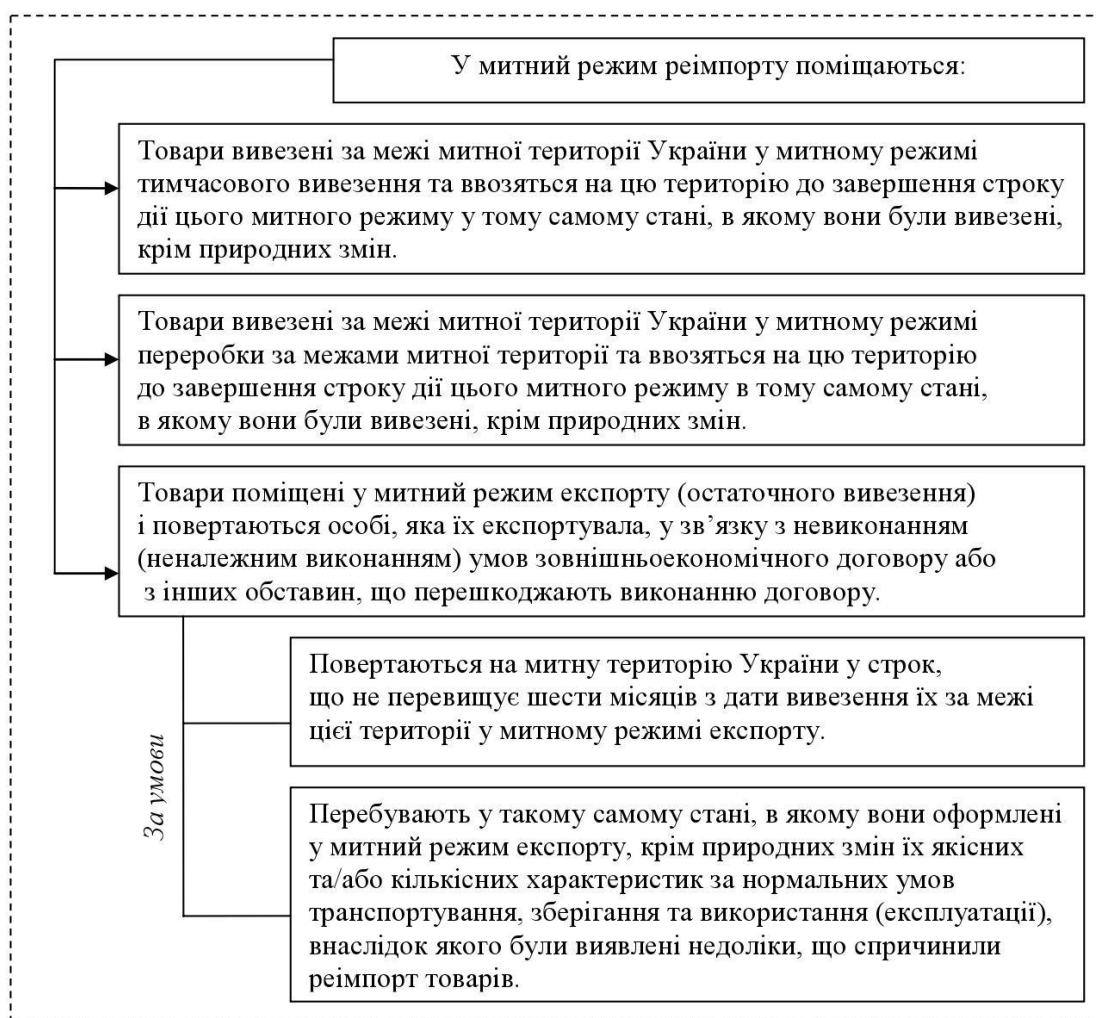 У митний режим реімпорту поміщаються:
Товари вивезені за межі митної території України у митному режимі
тимчасового вивезення та ввозяться на цю територію до завершення строку
дії цього митного режиму у тому самому стані, в якому вони були вивезені,
крім природних змін.
Товари вивезені за межі митної території України у митному режимі
переробки за межами митної території та ввозяться на цю територію
до завершення строку дії цього митного режиму в тому самому стані,
в якому вони були вивезені, крім природних змін.
Товари поміщені у митний режим експорту (остаточного вивезення)
і повертаються особі, яка їх експортувала, у зв’язку з невиконанням
(неналежним виконанням) умов зовнішньоекономічного договору або
з інших обставин, що перешкоджають виконанню договору.
За умови
Повертаються на митну територію України у строк,
що не перевищує шести місяців з дати вивезення їх за межі
цієї території у митному режимі експорту.
Перебувають у такому самому стані, в якому вони оформлені
у митний режим експорту, крім природних змін їх якісних
та/або кількісних характеристик за нормальних умов
транспортування, зберігання та використання (експлуатації),
внаслідок якого були виявлені недоліки, що спричинили
реімпорт товарів.